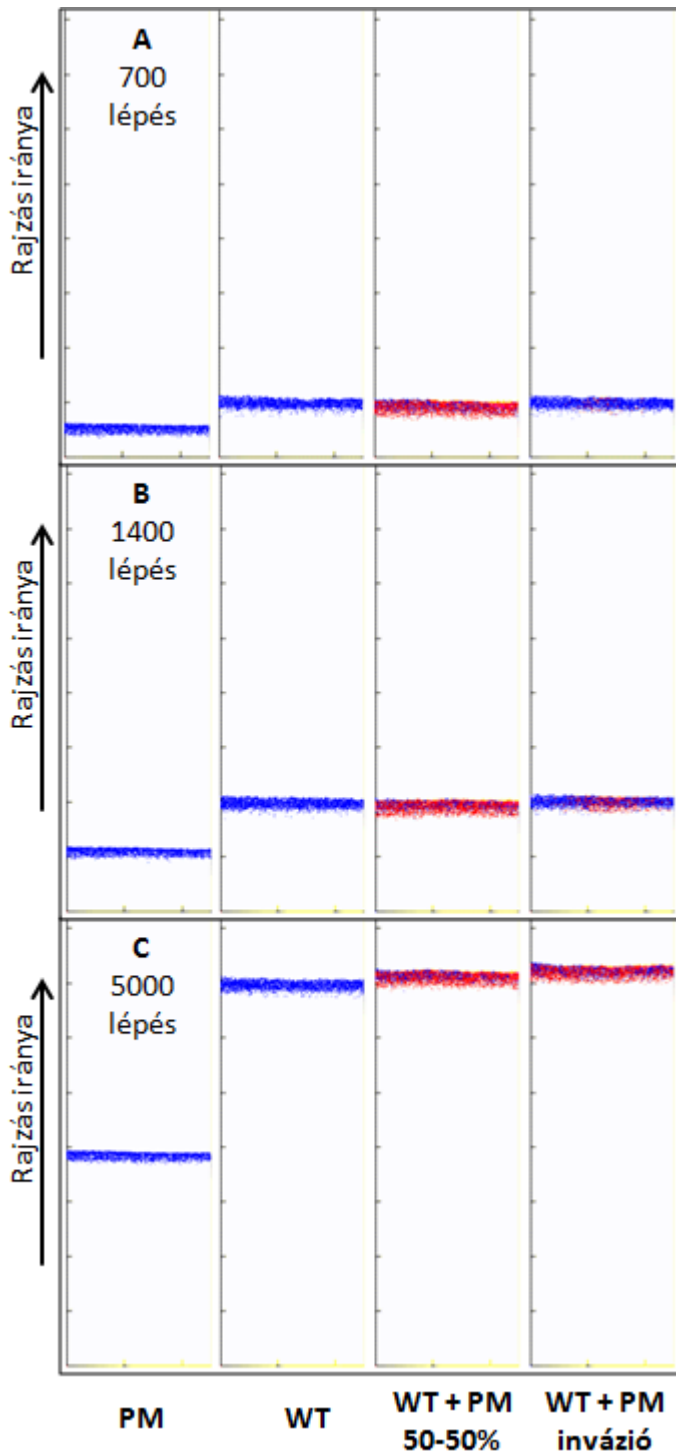 A
700
lépés
Rajzás iránya
B
1400
lépés
Rajzás iránya
C
5000
lépés
Rajzás iránya
PM
WT
WT + PM
50-50%
WT + PM
invázió